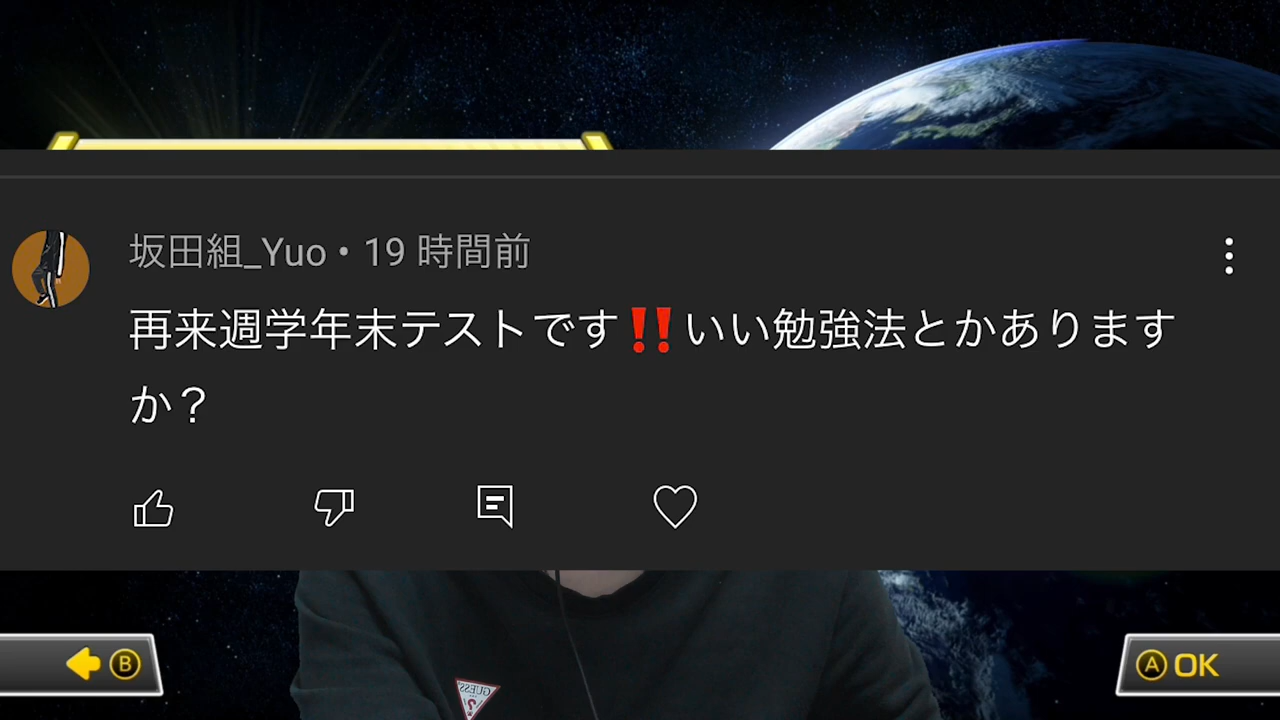 坂田組_Yuo • 19 時間前
再来週学年末テストです‼️いい勉強法とかあります
か？
B
A OK
GUESS
?